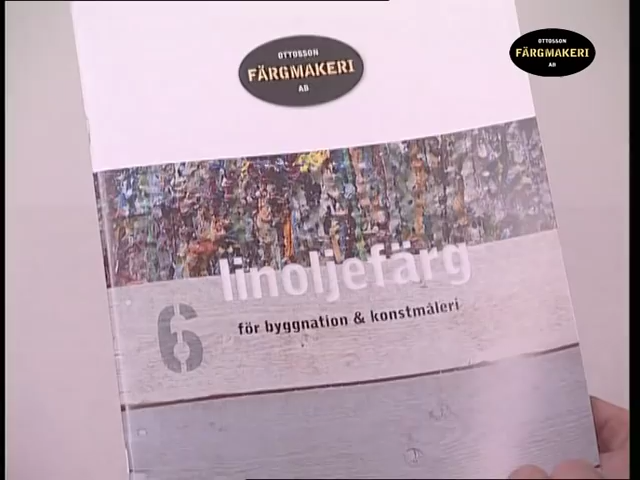 OTTOSSON
FÄRGMAKERI
AB
OTTOSSON
FÄRGMAKERI
AB
linoljefärg
6
för byggnation & konstmåleri